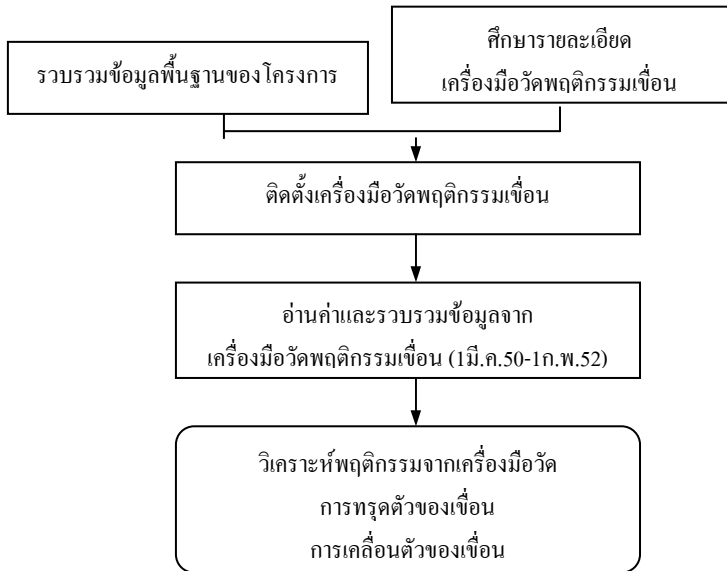 รวบรวมข้อมูลพื้นฐานของโครงการ
ศึกษารายละเอียด
เครื่องมือวัดพฤติกรรมเขื่อน
ติดตั้งเครื่องมือวัดพฤติกรรมเขื่อน
อ่านค่าและรวบรวมข้อมูลจาก
เครื่องมือวัดพฤติกรรมเขื่อน (1มี.ค.50-1ก.พ.52)
วิเคราะห์พฤติกรรมจากเครื่องมือวัด
การทรุดตัวของเขื่อน
การเคลื่อนตัวของเขื่อน